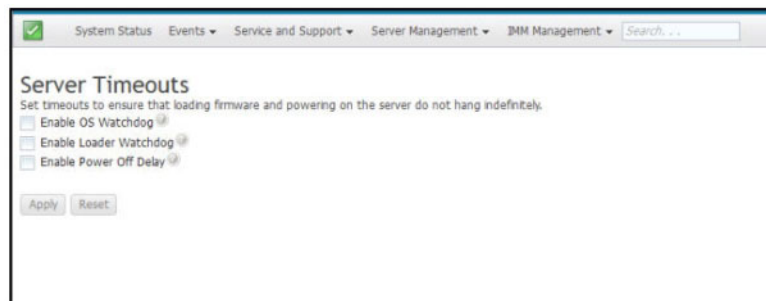 System Status Events Service and Support Server Management IMM Management Search. . .
Server Timeouts
Set timeouts to ensure that loading firmware and powering on the server do not hang indefinitely.
Enable OS Watchdog
Enable Loader Watchdog
Enable Power Off Delay
Apply Reset